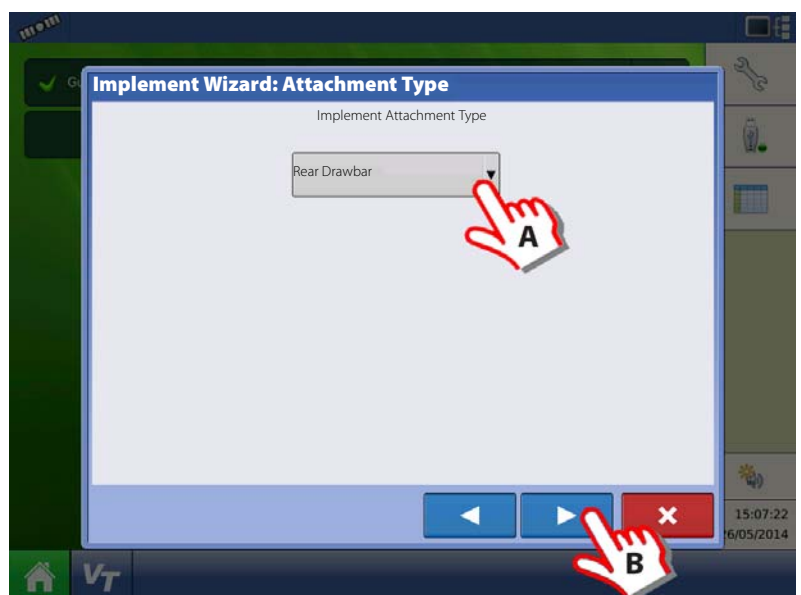 Implement Wizard: Attachment Type
Implement Attachment Type
Rear Drawbar
A
B
15:07:22
6/05/2014
VT